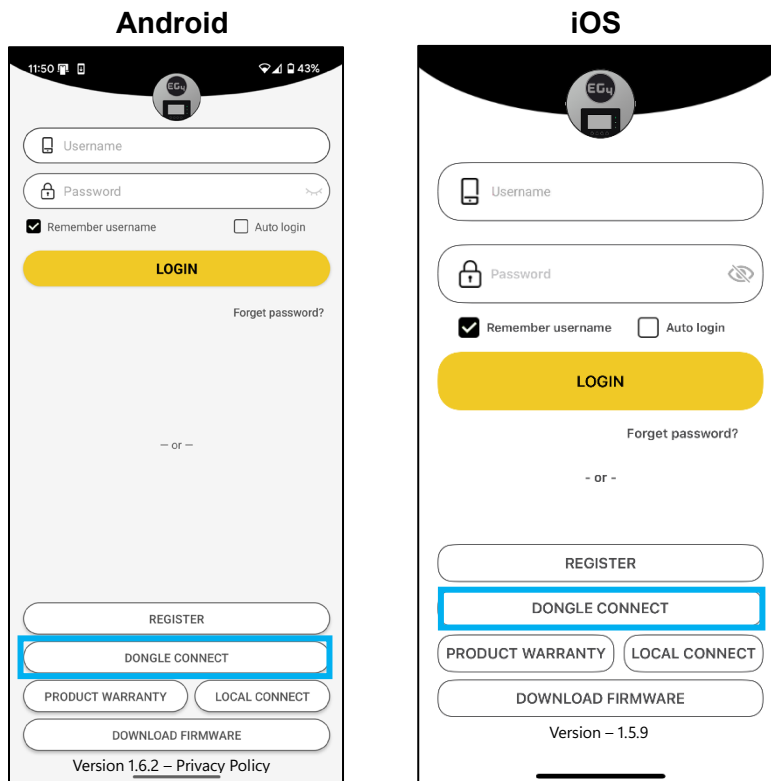 Android
11:50 43%
EG4
Username
Password
Remember username Auto login
LOGIN
Forget password?
— or —
REGISTER
DONGLE CONNECT
PRODUCT WARRANTY LOCAL CONNECT
DOWNLOAD FIRMWARE
Version 1.6.2 – Privacy Policy
iOS
EG4
Username
Password
Remember username Auto login
LOGIN
Forget password?
- or -
REGISTER
DONGLE CONNECT
PRODUCT WARRANTY LOCAL CONNECT
DOWNLOAD FIRMWARE
Version – 1.5.9